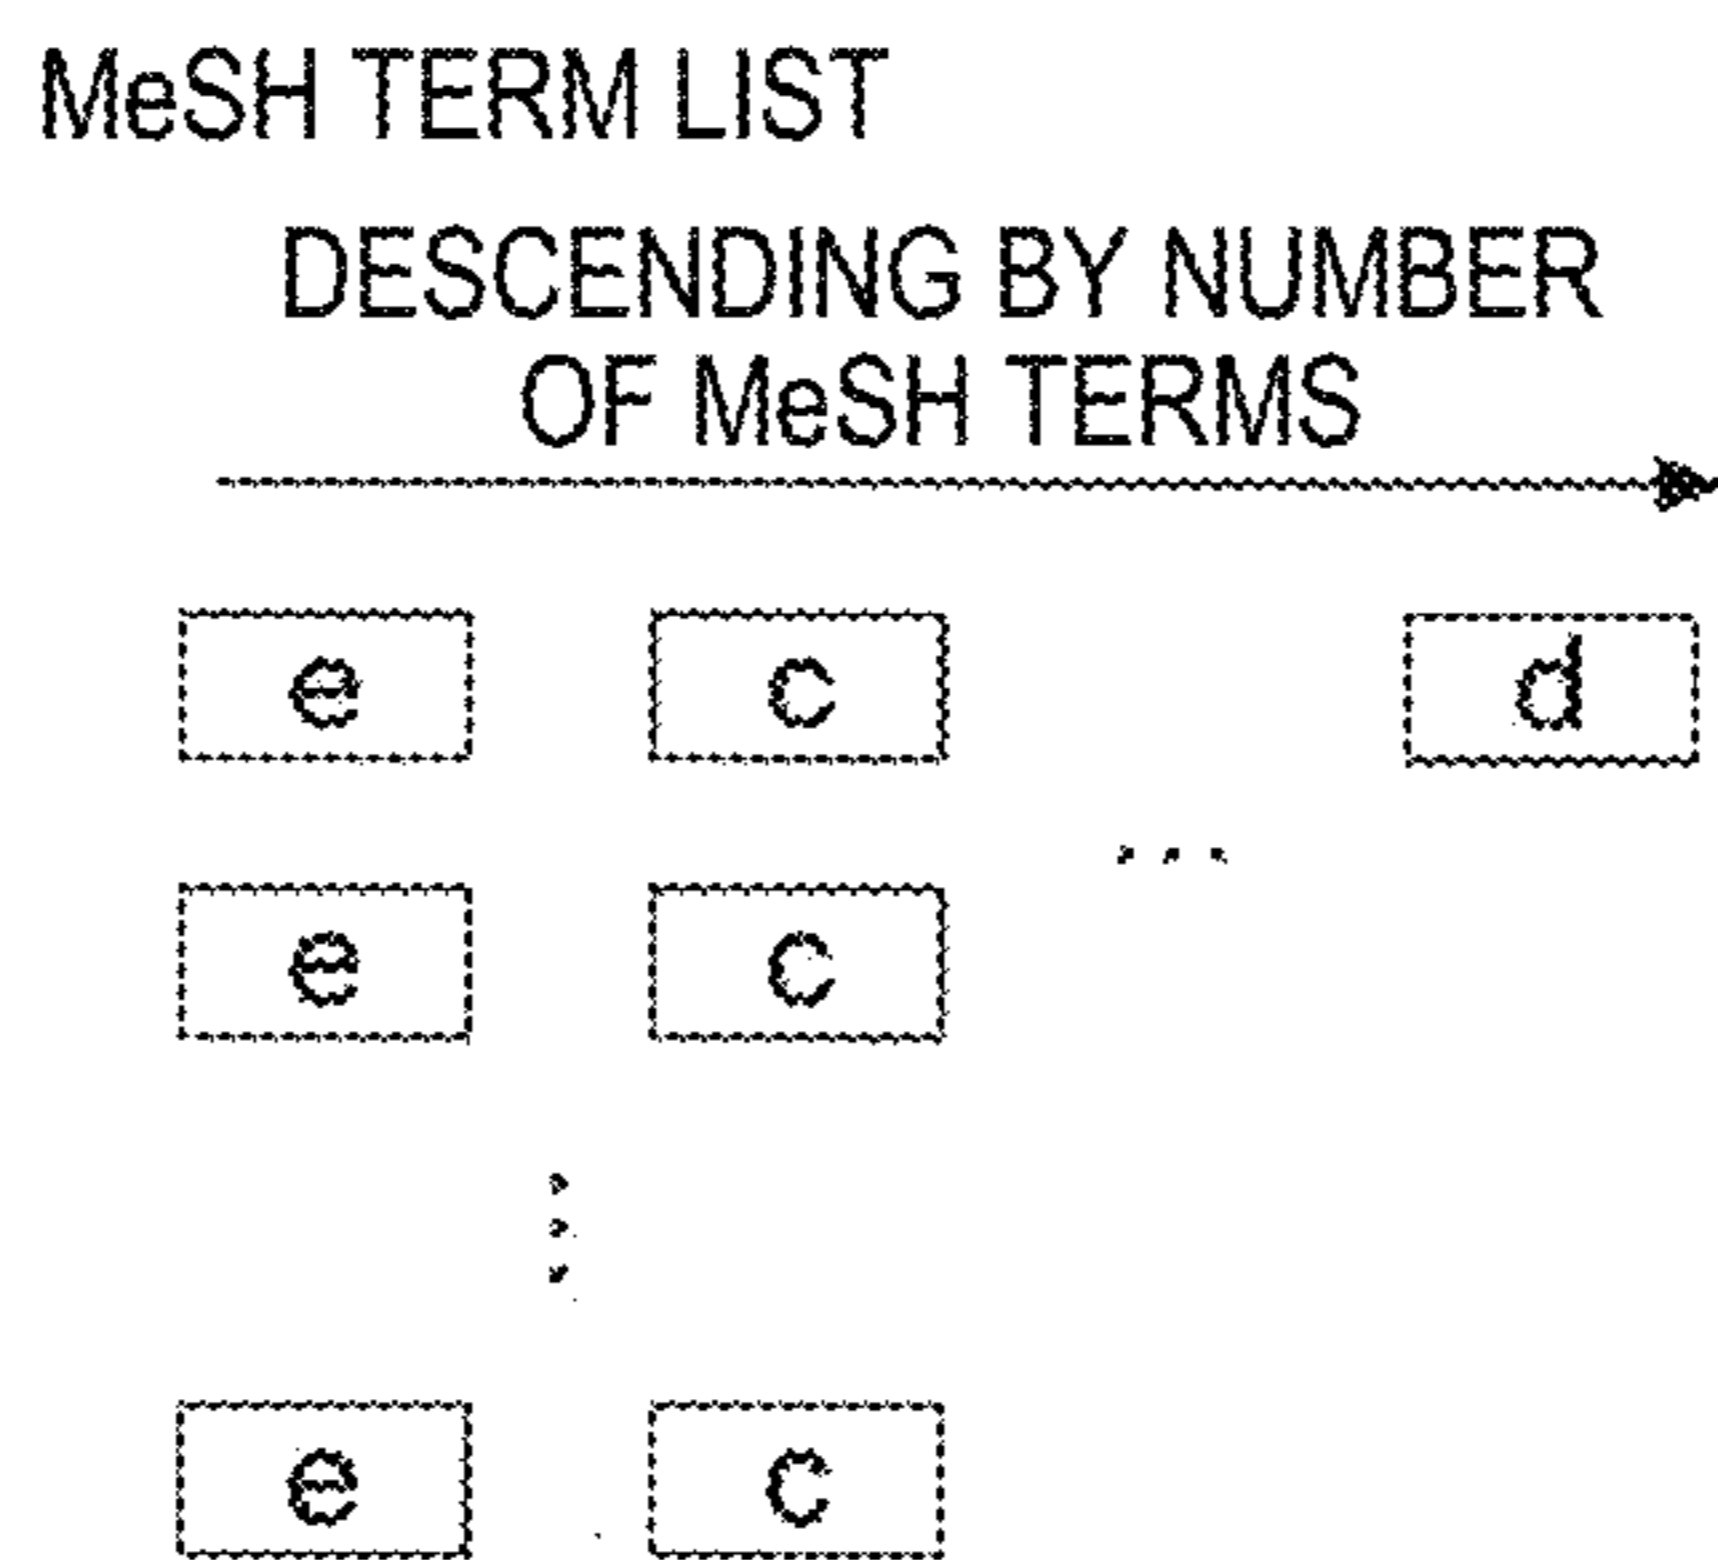 MeSH TERM LIST
DESCENDING BY NUMBER
OF MeSH TERMS
e c d
...
e c
e c